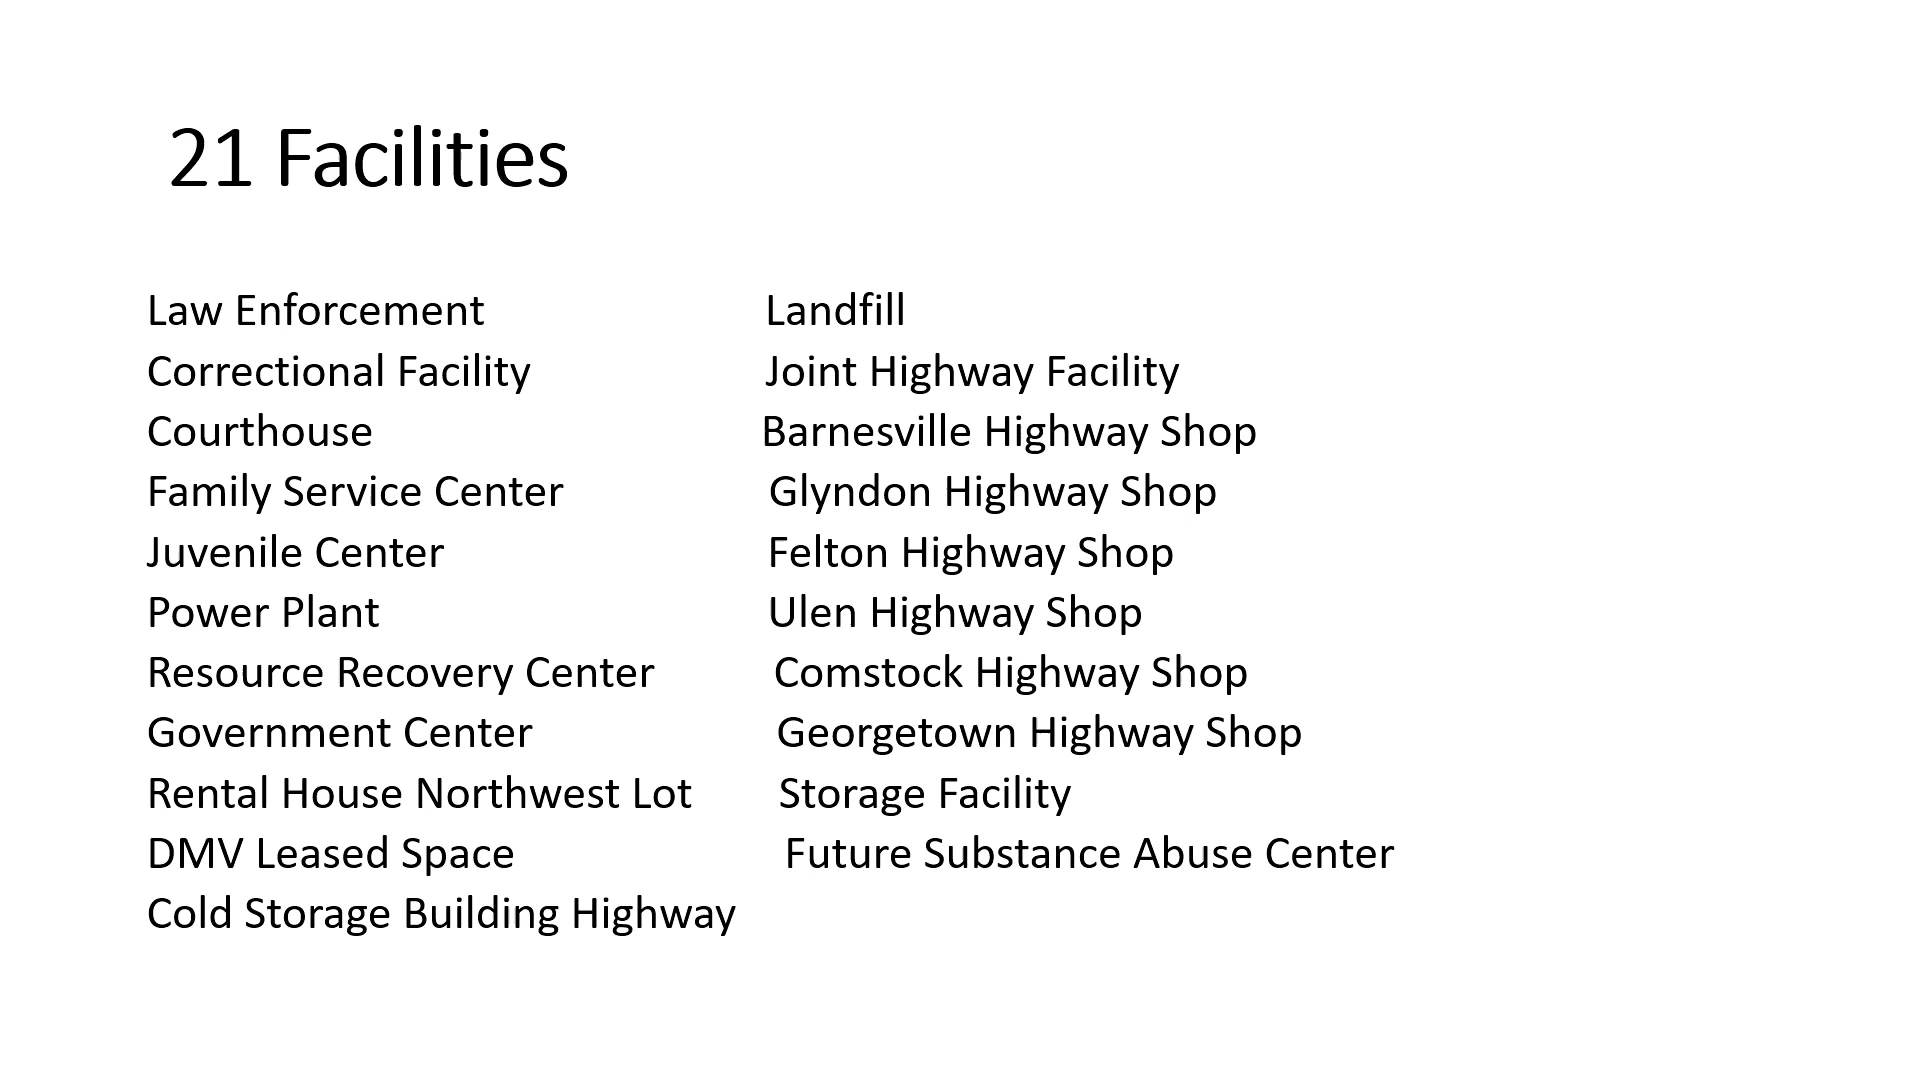 21 Facilities
Law Enforcement Landfill
Correctional Facility Joint Highway Facility
Courthouse Barnesville Highway Shop
Family Service Center Glyndon Highway Shop
Juvenile Center Felton Highway Shop
Power Plant Ulen Highway Shop
Resource Recovery Center Comstock Highway Shop
Government Center Georgetown Highway Shop
Rental House Northwest Lot Storage Facility
DMV Leased Space Future Substance Abuse Center
Cold Storage Building Highway